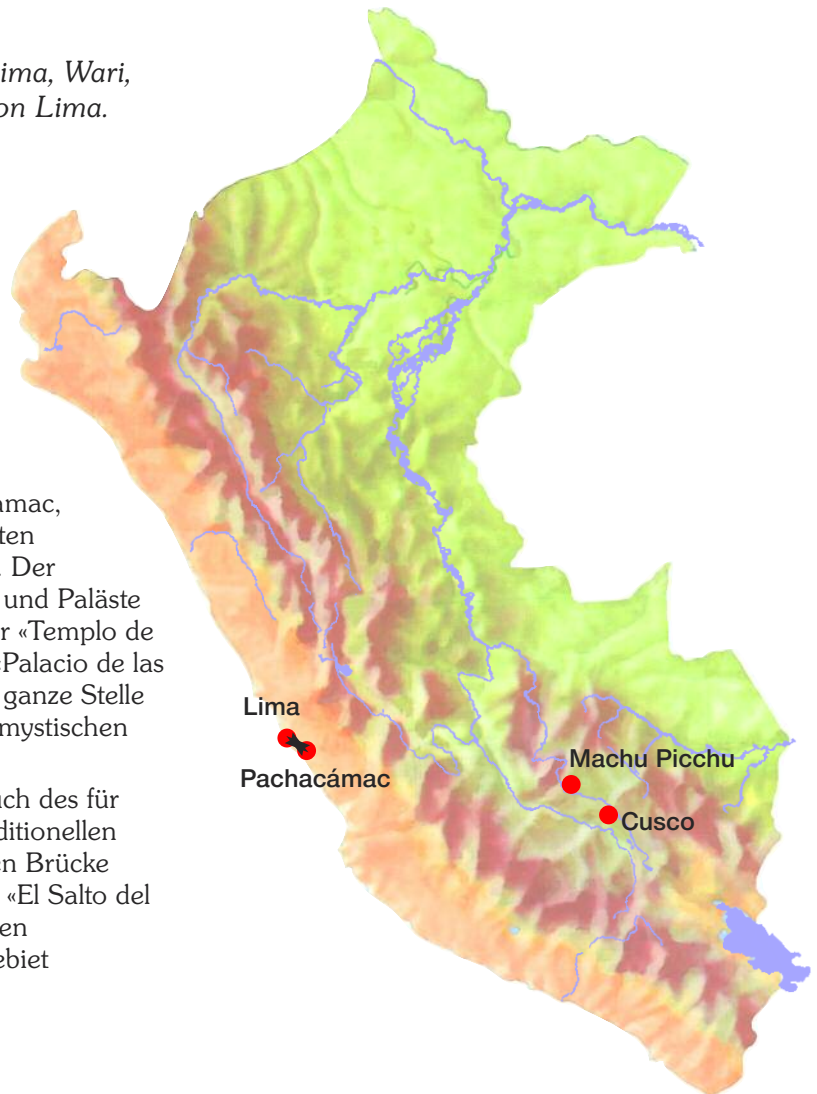 ima, Wari,
on Lima.
amac,
ten
. Der
und Paläste
r «Templo de
«Palacio de las
ganze Stelle
mystischen
uch des für
ditionellen
en Brücke
«El Salto del
en
ebiet
Lima
Pachacámac
Machu Picchu
Cusco